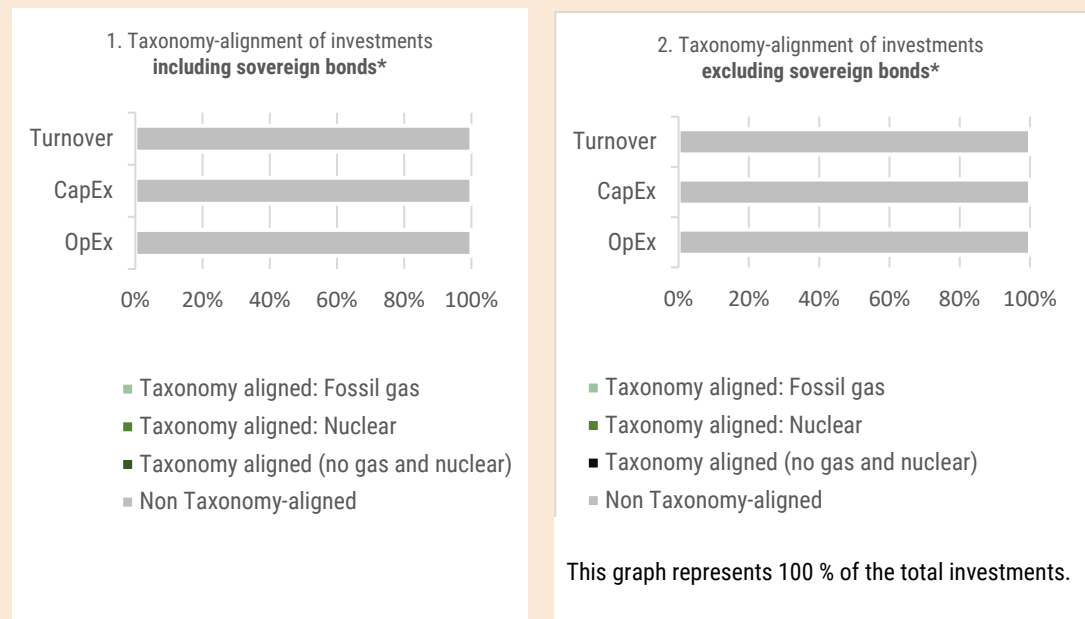 1. Taxonomy-alignment of investments
including sovereign bonds*
Turnover
CapEx
OpEx
0% 20% 40% 60% 80% 100%
Taxonomy aligned: Fossil gas
Taxonomy aligned: Nuclear
Taxonomy aligned (no gas and nuclear)
Non Taxonomy-aligned
2. Taxonomy-alignment of investments
excluding sovereign bonds*
Turnover
CapEx
OpEx
0% 20% 40% 60% 80% 100%
Taxonomy aligned: Fossil gas
Taxonomy aligned: Nuclear
Taxonomy aligned (no gas and nuclear)
Non Taxonomy-aligned
This graph represents 100 % of the total investments.